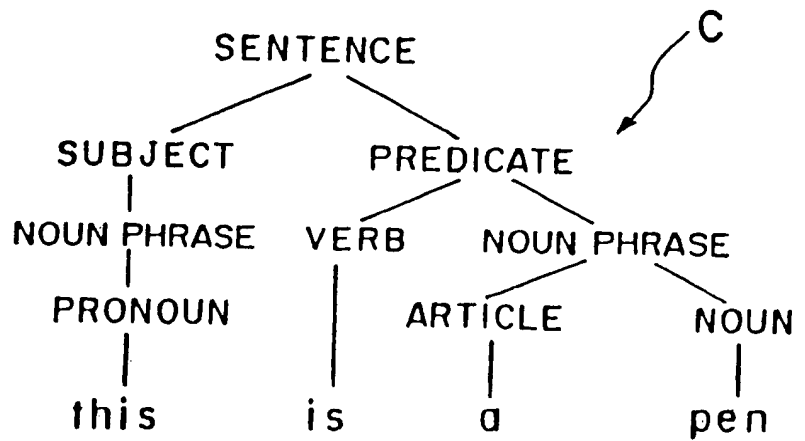 C
SENTENCE
SUBJECT PREDICATE
NOUN PHRASE VERB NOUN PHRASE
PRONOUN ARTICLE NOUN
this is a pen